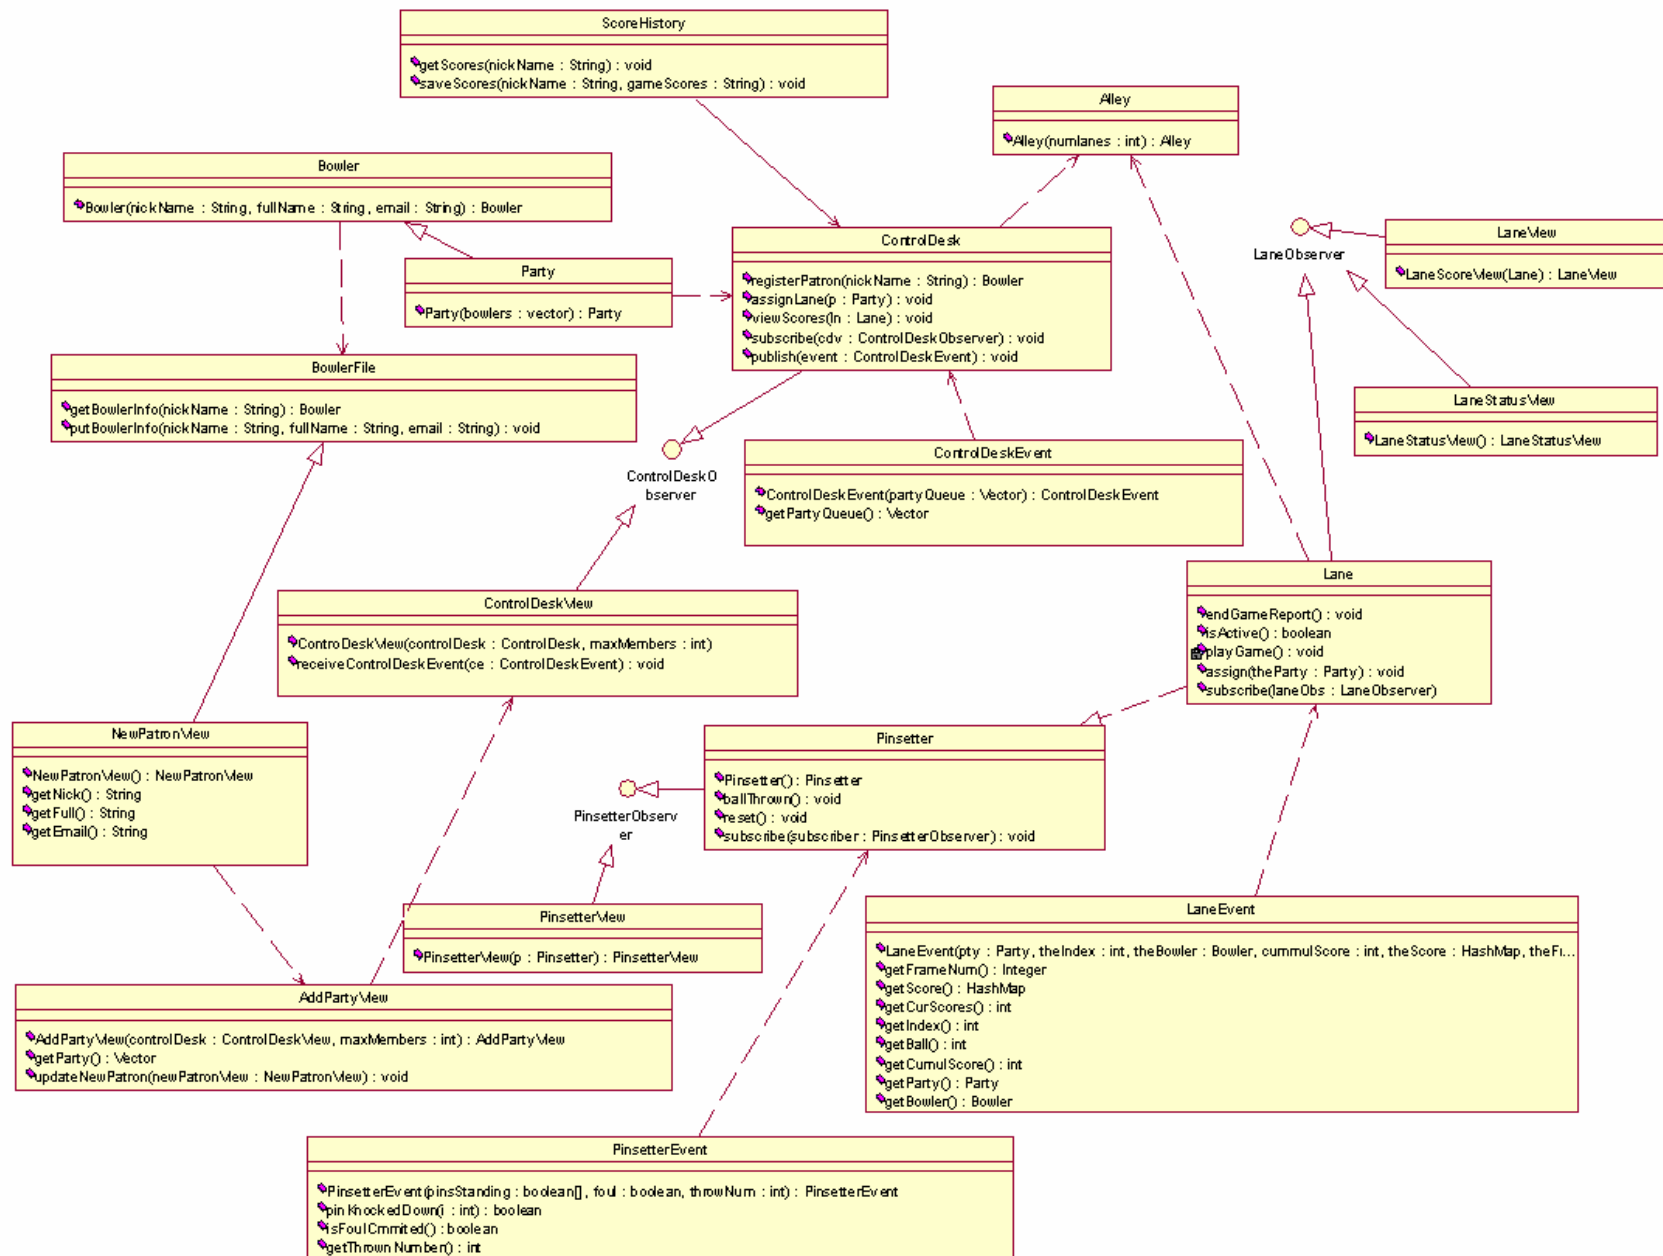 ScoreHistory
getScores(nickName : String) : void
saveScores(nickName : String, gameScores : String) : void
Alley
Alley(numlanes : int) : Alley
Bowler
Bowler(nickName : String, fullName : String, email : String) : Bowler
Party
Party(bowlers : vector) : Party
ControlDesk
registerPatron(nickName : String) : Bowler
assignLane(p : Party) : void
viewScores(ln : Lane) : void
subscribe(cdv : ControlDeskObserver) : void
publish(event : ControlDeskEvent) : void
LaneObserver
LaneView
LaneScoreView(Lane) : LaneView
BowlerFile
getBowlerInfo(nickName : String) : Bowler
putBowlerInfo(nickName : String, fullName : String, email : String) : void
LaneStatusView
LaneStatusView() : LaneStatusView
ControlDeskO
bserver
ControlDeskEvent
ControlDeskEvent(partyQueue : Vector) : ControlDeskEvent
getPartyQueue() : Vector
ControlDeskView
ControDeskView(controlDesk : ControlDesk, maxMembers : int)
receiveControlDeskEvent(ce : ControlDeskEvent) : void
Lane
endGameReport() : void
isActive() : boolean
playGame() : void
assign(theParty : Party) : void
subscribe(laneObs : LaneObserver)
NewPatronView
NewPatronView() : NewPatronView
getNick() : String
getFull() : String
getEmail() : String
PinsetterObserv
er
Pinsetter
Pinsetter() : Pinsetter
ballThrown() : void
reset() : void
subscribe(subscriber : PinsetterObserver) : void
PinsetterView
PinsetterView(p : Pinsetter) : PinsetterView
LaneEvent
LaneEvent(pty : Party, theIndex : int, theBowler : Bowler, cummulScore : int, theScore : HashMap, theFr...
getFrameNum() : Integer
getScore() : HashMap
getCurScores() : int
getIndex() : int
getBall() : int
getCumulScore() : int
getParty() : Party
getBowler() : Bowler
AddPartyView
AddPartyView(controlDesk : ControlDeskView, maxMembers : int) : AddPartyView
getParty() : Vector
updateNewPatron(newPatronView : NewPatronView) : void
PinsetterEvent
PinsetterEvent(pinsStanding : boolean[], foul : boolean, throwNum : int) : PinsetterEvent
pinKnockedDown(i : int) : boolean
isFoulCmmited() : boolean
getThrownNumber() : int